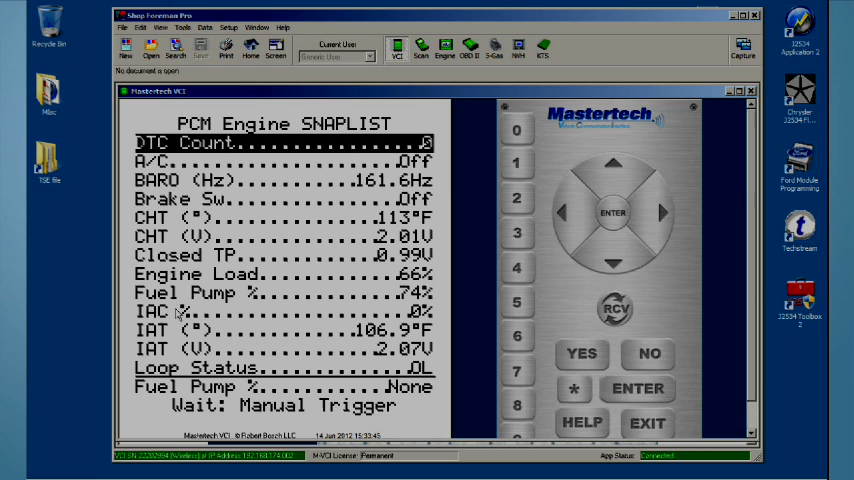 Shop Foreman Pro
File Edit View Tools Data Setup Window Help
New Open Search Save Print Home Screen
Current User
Generic User
VCI Scan Engine OBD II 5-Gas NVH KTS
Capture
No document is open
Mastertech VCI
PCM Engine SNAPLIST
DTC Count..................0
A/C......................Off
BARO (Hz)...........161.6Hz
Brake Sw................Off
CHT (°)...............113°F
CHT (V)...............2.01V
Closed TP.............0.99V
Engine Load.............66%
Fuel Pump %.............74%
IAC %....................0%
IAT (°).............106.9°F
IAT (V)...............2.07V
Loop Status..............OL
Fuel Pump %............None
Wait: Manual Trigger
Mastertech VCI, © Robert Bosch LLC 14 Jun 2012 15:33:45
Mastertech
Vehicle Communication Interface
0
1
2
3
4
5
6
7
8
ENTER
RCV
YES NO
* ENTER
HELP EXIT
M-VCI License: Permanent
App Status: Connected
Recycle Bin
Misc
TSE file
J2534 Application 2
Chrysler J2534 Fl...
Ford Module Programming
Techstream
J2534 Toolbox 2